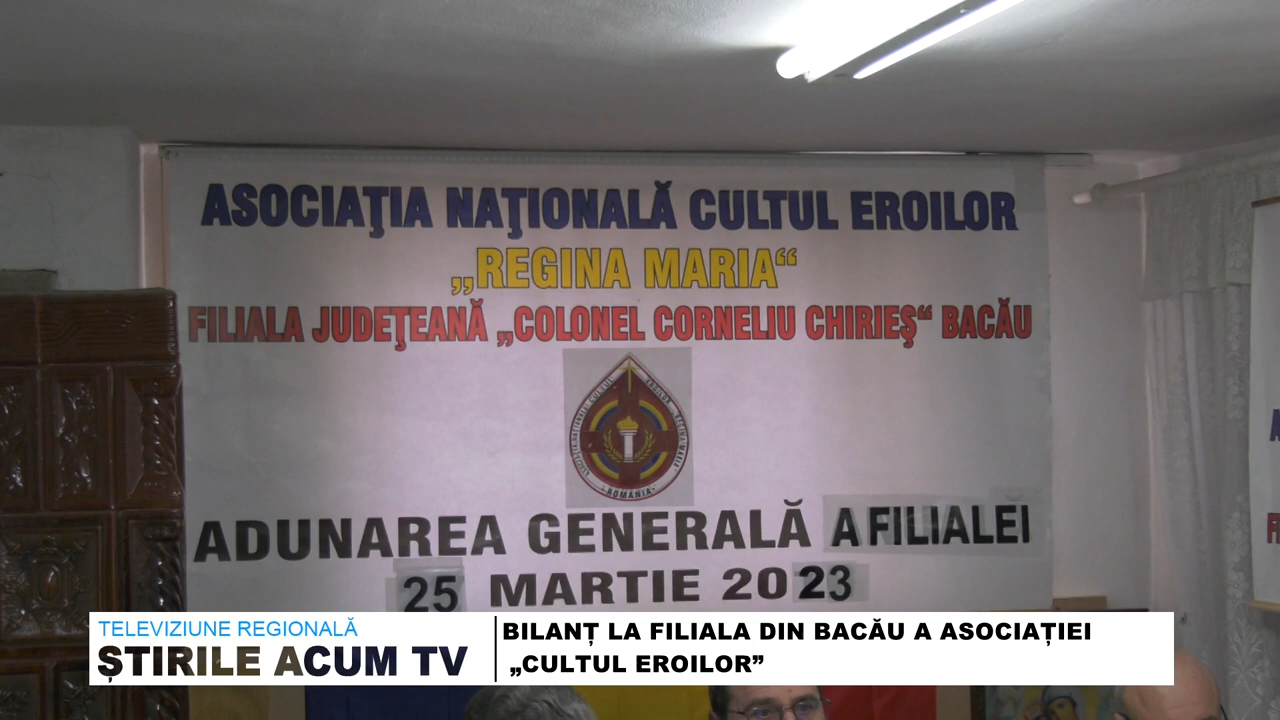 ASOCIAŢIA NAŢIONALĂ CULTUL EROILOR
„REGINA MARIA“
FILIALA JUDEŢEANĂ „COLONEL CORNELIU CHIRIEŞ“ BACĂU
ROMÂNIA
ADUNAREA GENERALĂ A FILIALEI
25 MARTIE 2023
TELEVIZIUNE REGIONALĂ
ȘTIRILE ACUM TV
BILANȚ LA FILIALA DIN BACĂU A ASOCIAȚIEI
„CULTUL EROILOR”